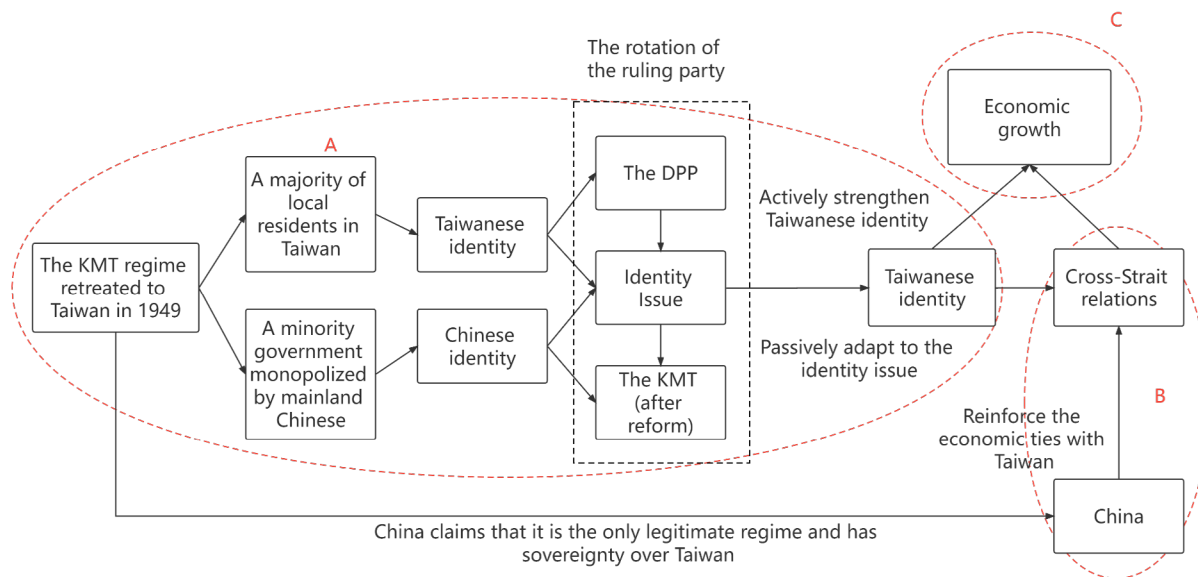 C
The rotation of
the ruling party
Economic
growth
A
A majority of
local
residents in
Taiwan
The DPP
Actively strengthen
Taiwanese identity
Taiwanese
identity
The KMT regime
retreated to
Taiwan in 1949
Identity
Issue
Taiwanese
identity
Cross-Strait
relations
A minority
government
monopolized
by mainland
Chinese
Chinese
identity
Passively adapt to the
identity issue
The KMT
(after
reform)
B
Reinforce the
economic ties with
Taiwan
China
China claims that it is the only legitimate regime and has
sovereignty over Taiwan